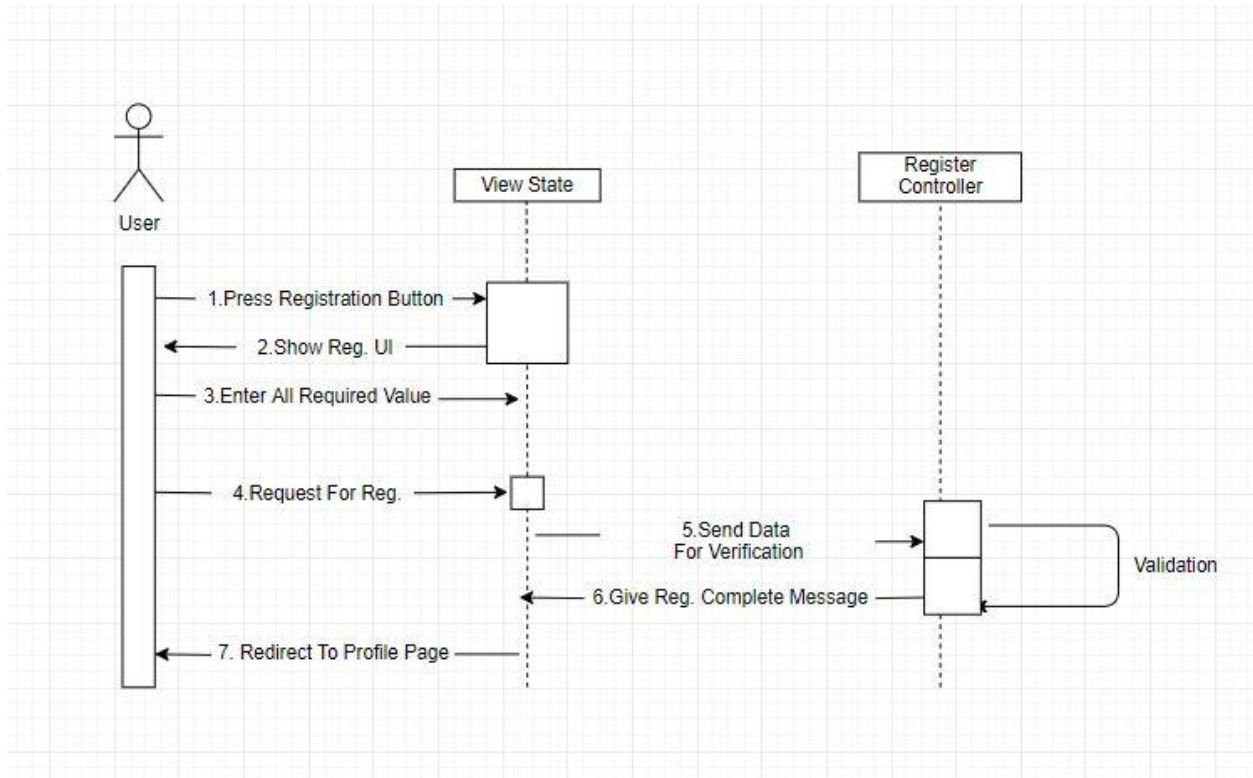 User
View State
Register
Controller
1.Press Registration Button
2.Show Reg. UI
3.Enter All Required Value
4.Request For Reg.
5.Send Data
For Verification
Validation
6.Give Reg. Complete Message
7. Redirect To Profile Page